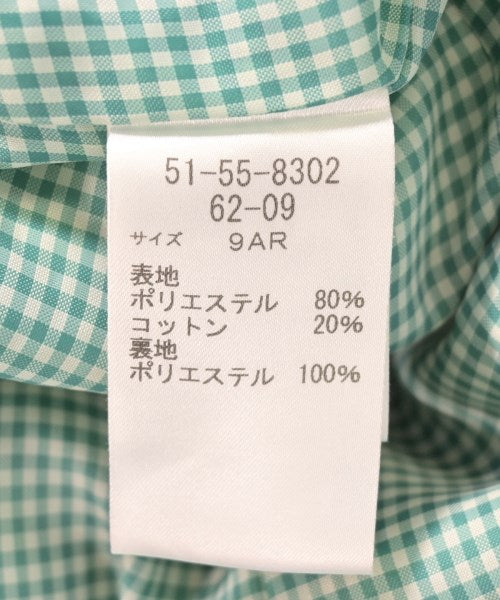 51-55-8302
62-09
サイズ 9AR
表地
ポリエステル 80%
コットン 20%
裏地
ポリエステル 100%